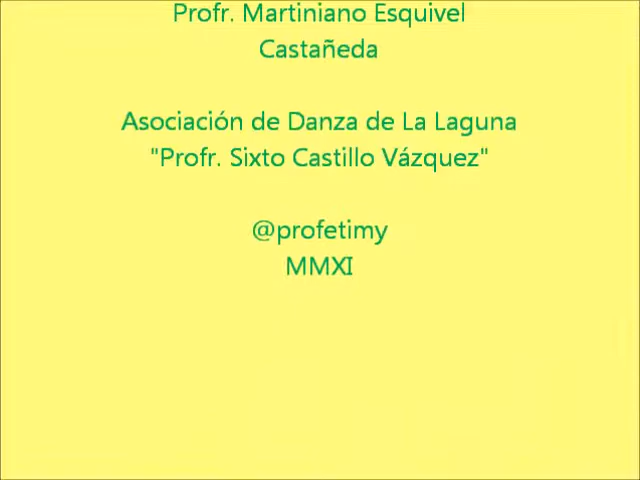 Profr. Martiniano Esquivel
Castañeda
Asociación de Danza de La Laguna
"Profr. Sixto Castillo Vázquez"
@profetimy
MMXI